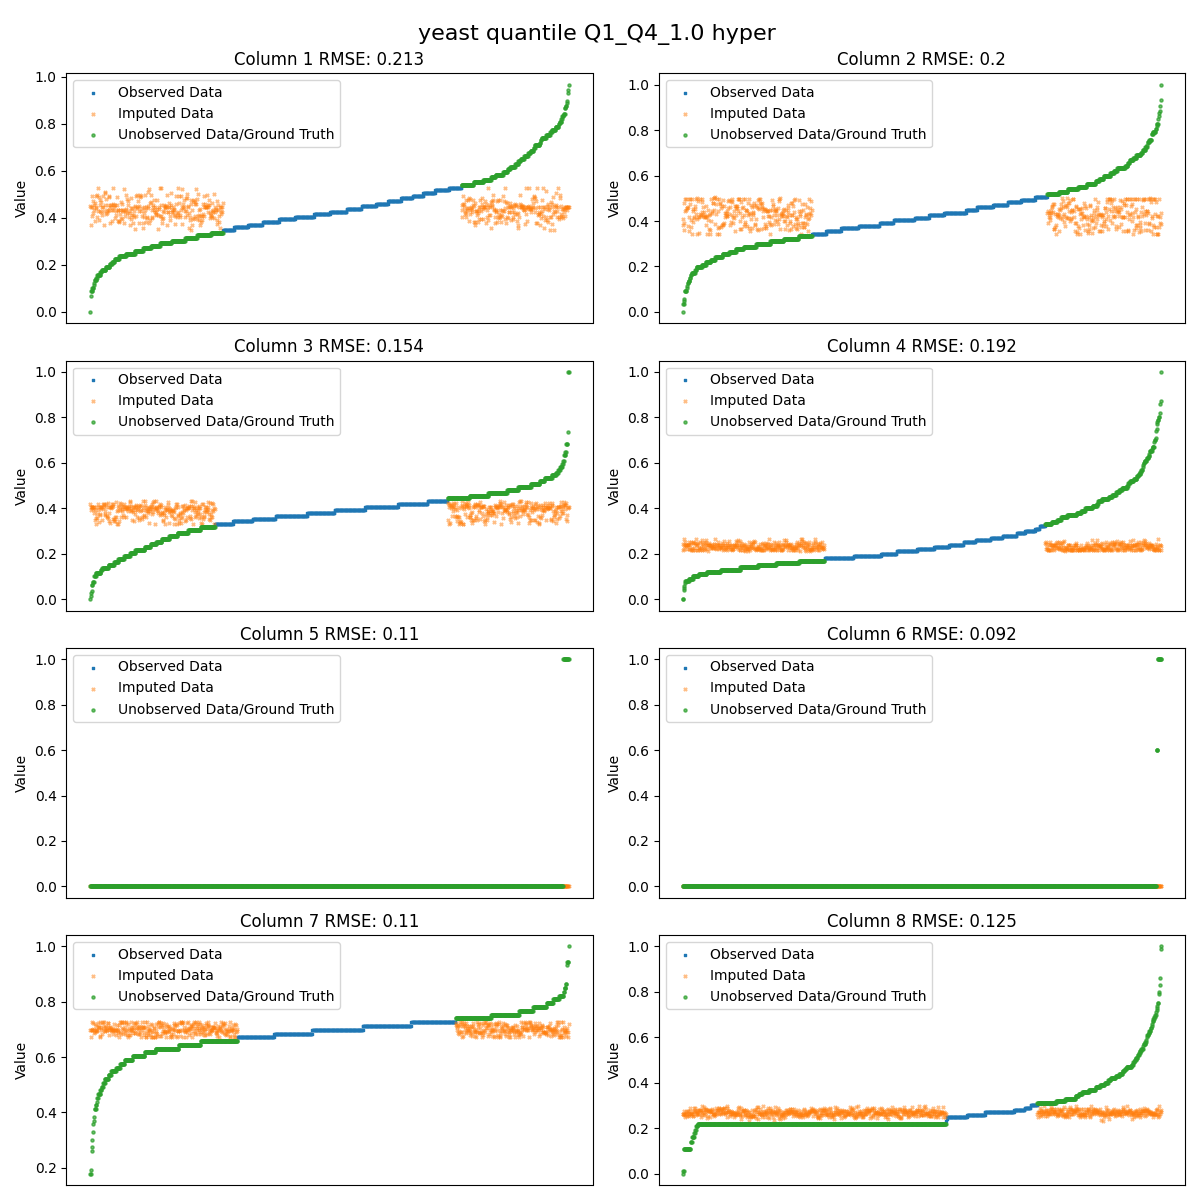 yeast quantile Q1_Q4_1.0 hyper
Column 1 RMSE: 0.213
Observed Data
Imputed Data
Unobserved Data/Ground Truth
Value
1.0
0.8
0.6
0.4
0.2
0.0
Column 2 RMSE: 0.2
Observed Data
Imputed Data
Unobserved Data/Ground Truth
Value
1.0
0.8
0.6
0.4
0.2
0.0
Column 3 RMSE: 0.154
Observed Data
Imputed Data
Unobserved Data/Ground Truth
Value
1.0
0.8
0.6
0.4
0.2
0.0
Column 4 RMSE: 0.192
Observed Data
Imputed Data
Unobserved Data/Ground Truth
Value
1.0
0.8
0.6
0.4
0.2
0.0
Column 5 RMSE: 0.11
Observed Data
Imputed Data
Unobserved Data/Ground Truth
Value
1.0
0.8
0.6
0.4
0.2
0.0
Column 6 RMSE: 0.092
Observed Data
Imputed Data
Unobserved Data/Ground Truth
Value
1.0
0.8
0.6
0.4
0.2
0.0
Column 7 RMSE: 0.11
Observed Data
Imputed Data
Unobserved Data/Ground Truth
Value
1.0
0.8
0.6
0.4
0.2
Column 8 RMSE: 0.125
Observed Data
Imputed Data
Unobserved Data/Ground Truth
Value
1.0
0.8
0.6
0.4
0.2
0.0